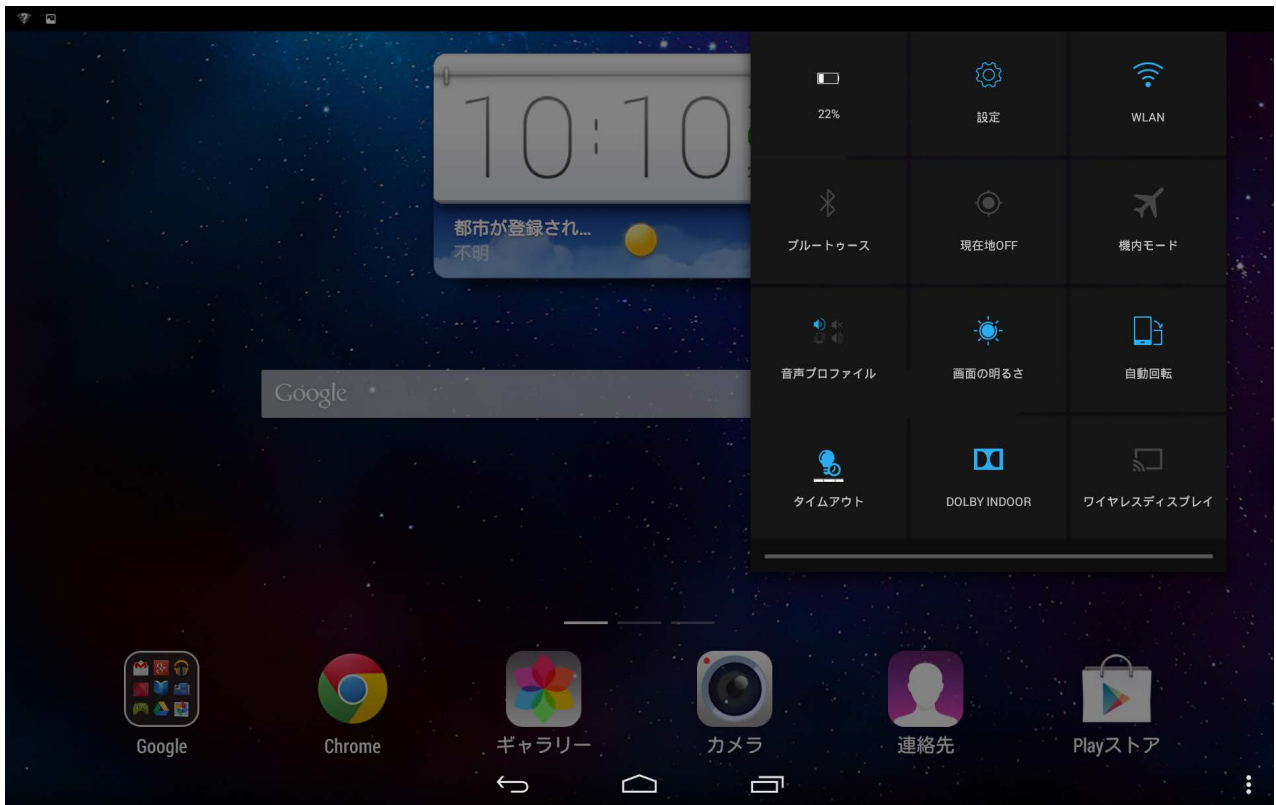 10:10
都市が登録され...
不明
Google
22%
設定
WLAN
ブルートゥース
現在地OFF
機内モード
音声プロファイル
画面の明るさ
自動回転
タイムアウト
DOLBY INDOOR
ワイヤレスディスプレイ
Google
Chrome
ギャラリー
カメラ
連絡先
Playストア